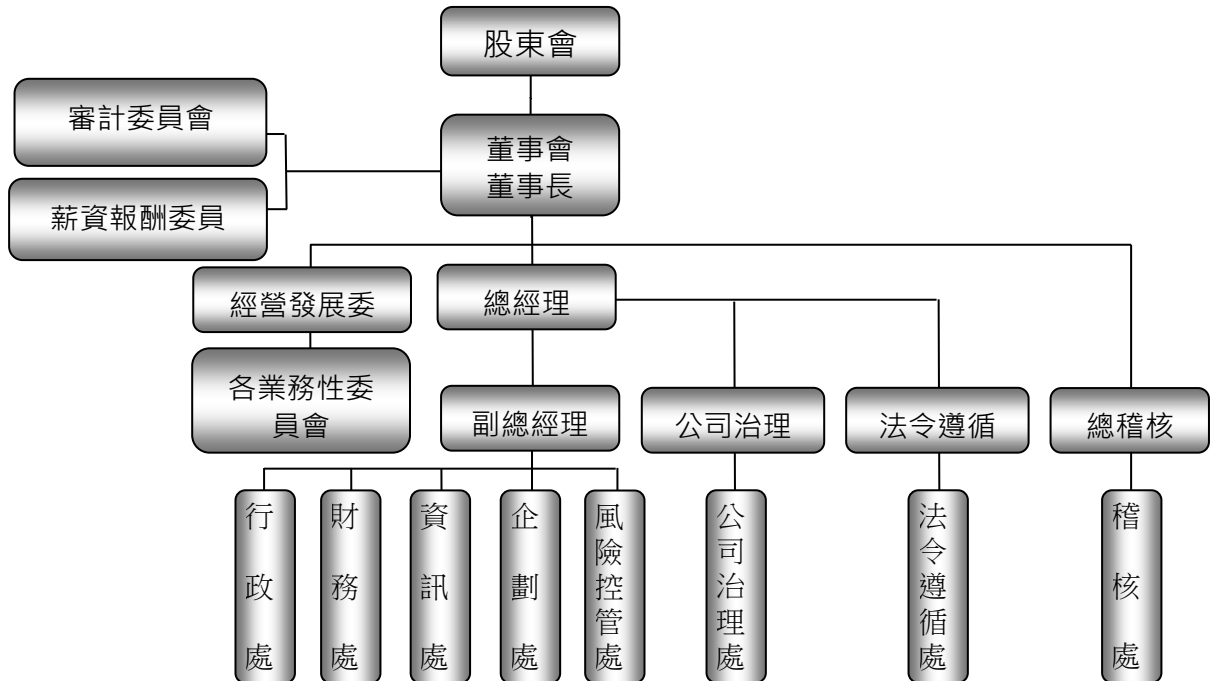 股東會
審計委員會
董事會
董事長
薪資報酬委員
經營發展委
總經理
各業務性委
員會
副總經理
公司治理
法令遵循
總稽核
行政處
財務處
資訊處
企劃處
風險控管處
公司治理處
法令遵循處
稽核處